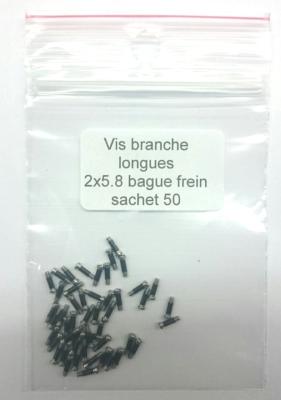 Vis branche
longues
2x5.8 bague frein
sachet 50